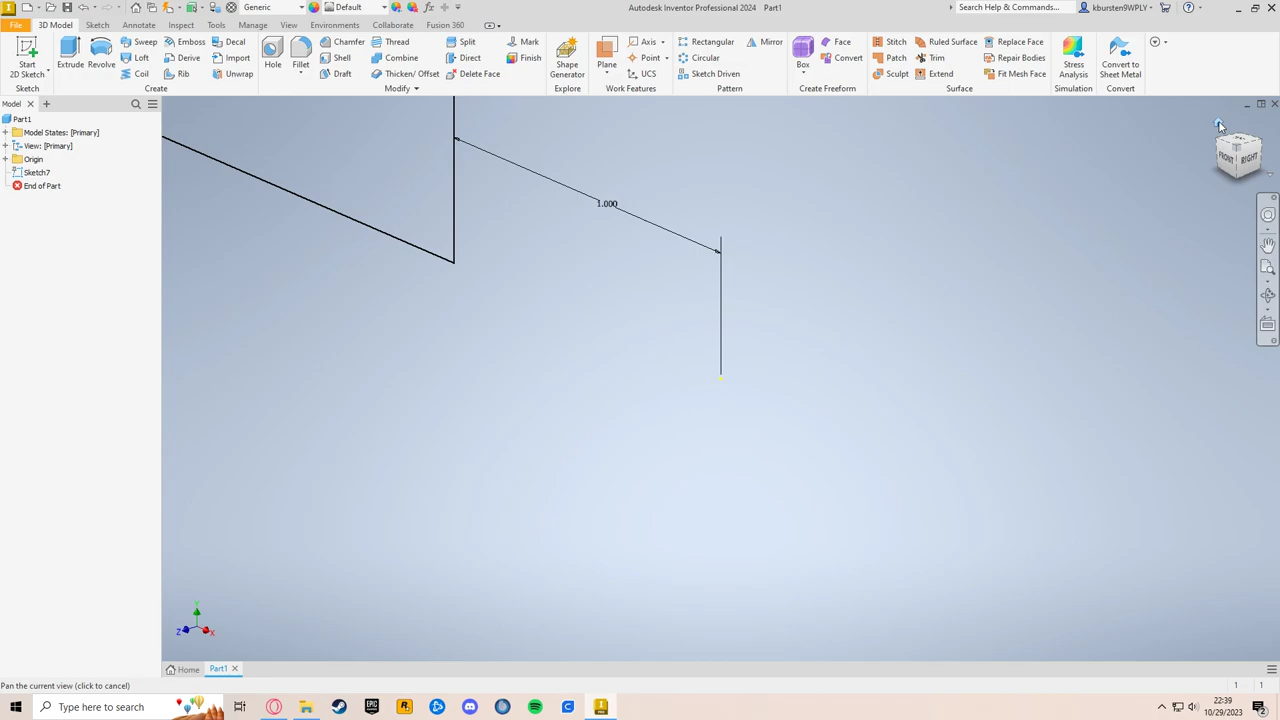 Generic
Default
Autodesk Inventor Professional 2024 Part1
Search Help & Commands...
kbursten9WPLY
File
3D Model
Sketch
Annotate
Inspect
Tools
Manage
View
Environments
Collaborate
Fusion 360
Start
2D Sketch
Sketch
Extrude
Revolve
Sweep
Loft
Coil
Emboss
Derive
Rib
Decal
Import
Unwrap
Create
Hole
Fillet
Chamfer
Shell
Draft
Thread
Combine
Thicken/ Offset
Split
Direct
Delete Face
Modify
Mark
Finish
Shape
Generator
Explore
Plane
Axis
Point
UCS
Work Features
Rectangular
Circular
Sketch Driven
Mirror
Pattern
Box
Face
Convert
Create Freeform
Stitch
Patch
Sculpt
Ruled Surface
Trim
Extend
Replace Face
Repair Bodies
Fit Mesh Face
Surface
Stress
Analysis
Simulation
Convert to
Sheet Metal
Convert
Model
Part1
Model States: [Primary]
View: [Primary]
Origin
Sketch7
End of Part
1.000
FRONT
RIGHT
Y
Z
X
Home
Part1
Pan the current view (click to cancel)
1
1
Type here to search
EPIC
PRO
22:39
10/29/2023
2